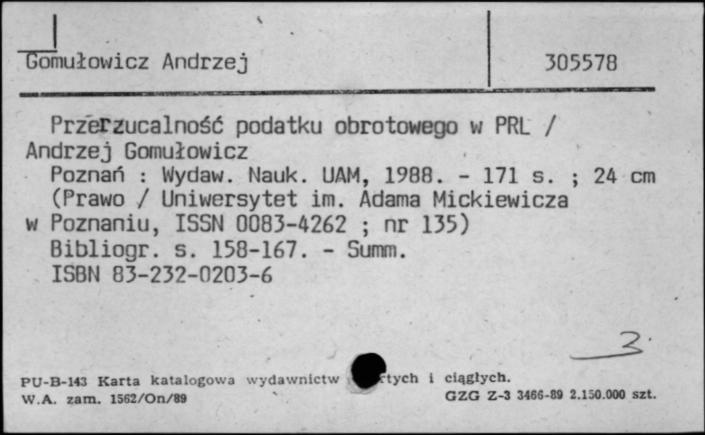 Gomułowicz Andrzej 305578
Przerzucalność podatku obrotowego w PRL /
Andrzej Gomułowicz
Poznań : Wydaw. Nauk. UAM, 1988. - 171 s. ; 24 cm
(Prawo / Uniwersytet im. Adama Mickiewicza
w Poznaniu, ISSN 0083-4262 ; nr 135)
Bibliogr. s. 158-167. - Summ.
ISBN 83-232-0203-6
3
PU-B-143 Karta katalogowa wydawnictw i ciągłych.
W.A. zam. 1562/On/89 GZG Z-3 3466-89 2.150.000 szt.